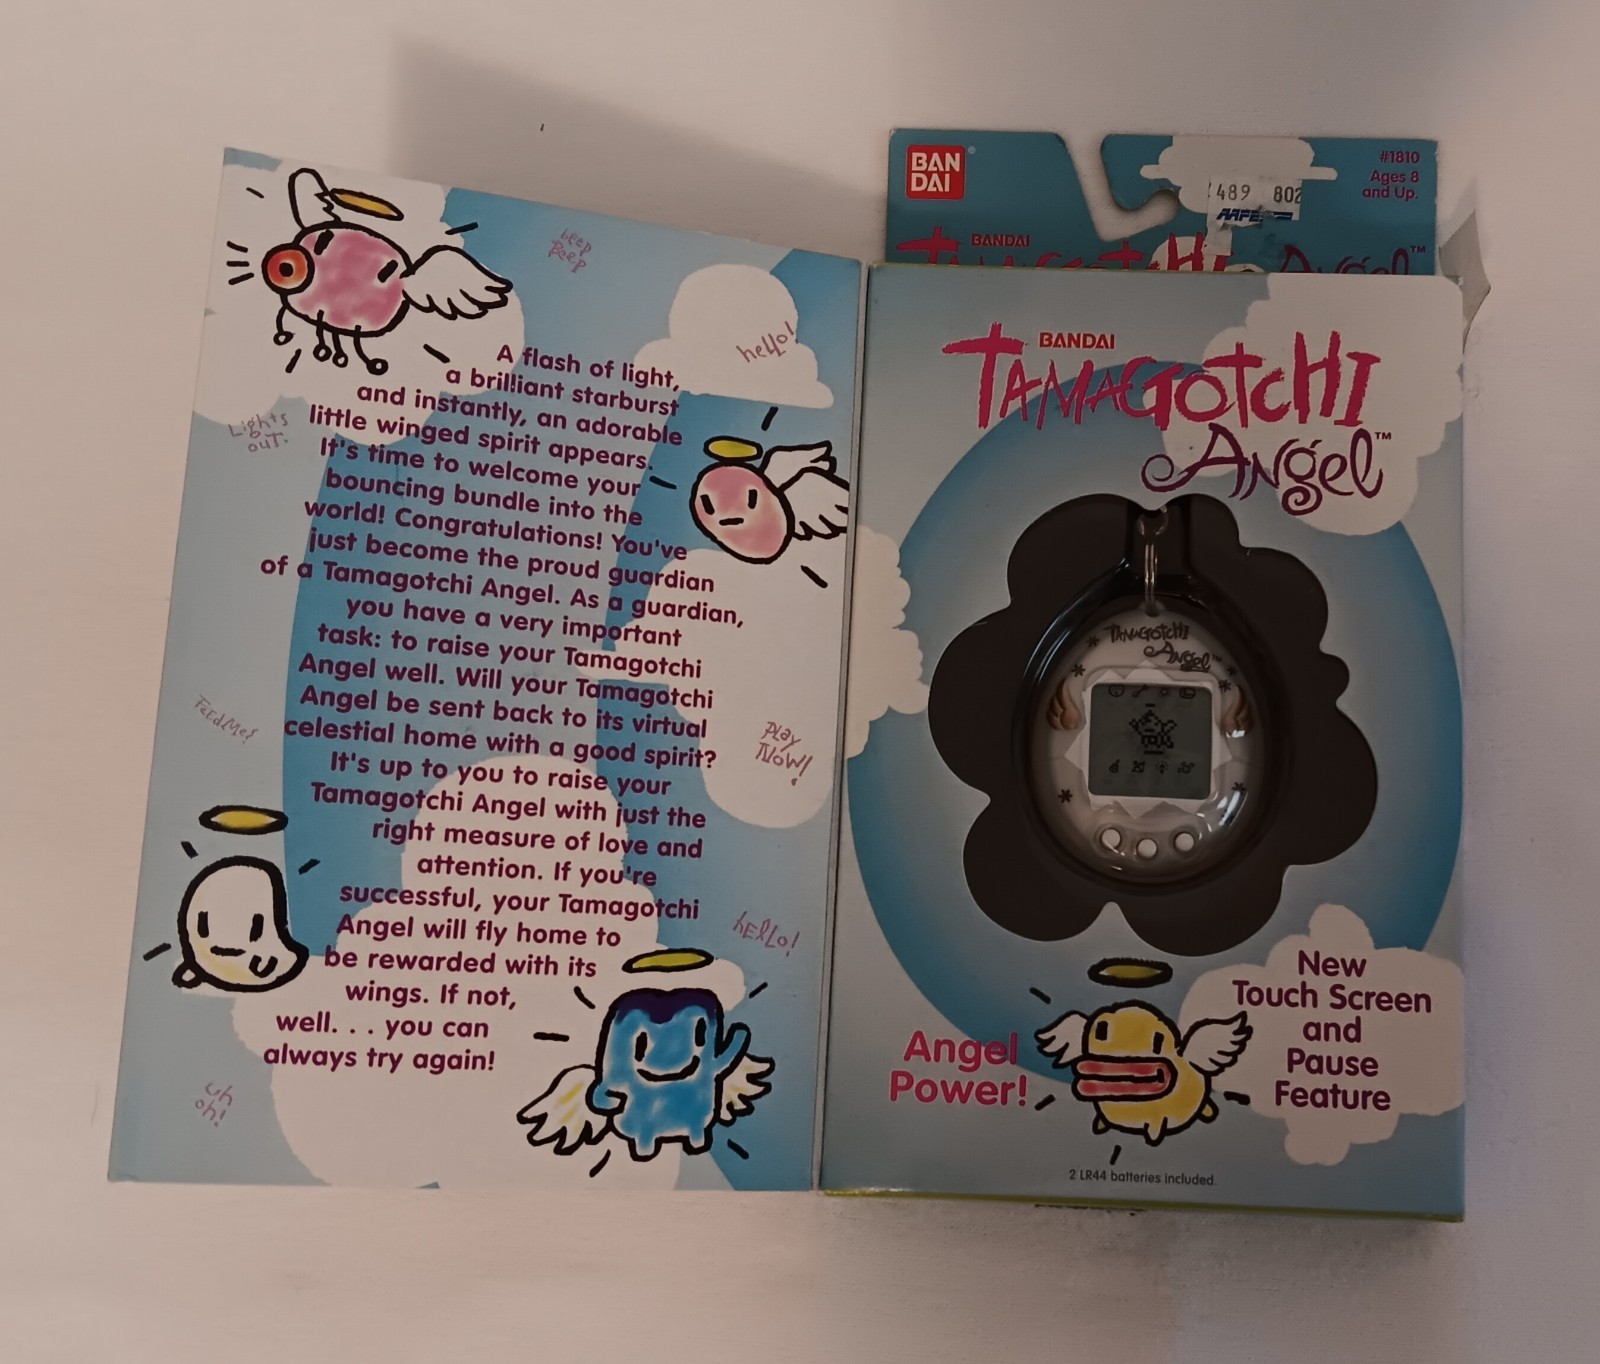 beep
Beep
hello!
Lights
out.
A flash of light,
a brilliant starburst
and instantly, an adorable
little winged spirit appears.
It's time to welcome your
bouncing bundle into the
world! Congratulations! You've
just become the proud guardian
of a Tamagotchi Angel. As a guardian,
you have a very important
task: to raise your Tamagotchi
Angel well. Will your Tamagotchi
Angel be sent back to its virtual
celestial home with a good spirit?
It's up to you to raise your
Tamagotchi Angel with just the
right measure of love and
attention. If you're
successful, your Tamagotchi
Angel will fly home to
be rewarded with its
wings. If not,
well. . . you can
always try again!
FeedMe!
Play
Now!
hEllo!
uh
oh!
BAN
DAI
#1810
Ages 8
and Up.
489 802
AAFES
BANDAI
TAMAGOTCHI Angel™
BANDAI
TAMAGOTCHI
Angel™
TAMAGOTCHI
Angel™
Angel
Power!
New
Touch Screen
and
Pause
Feature
2 LR44 batteries included.